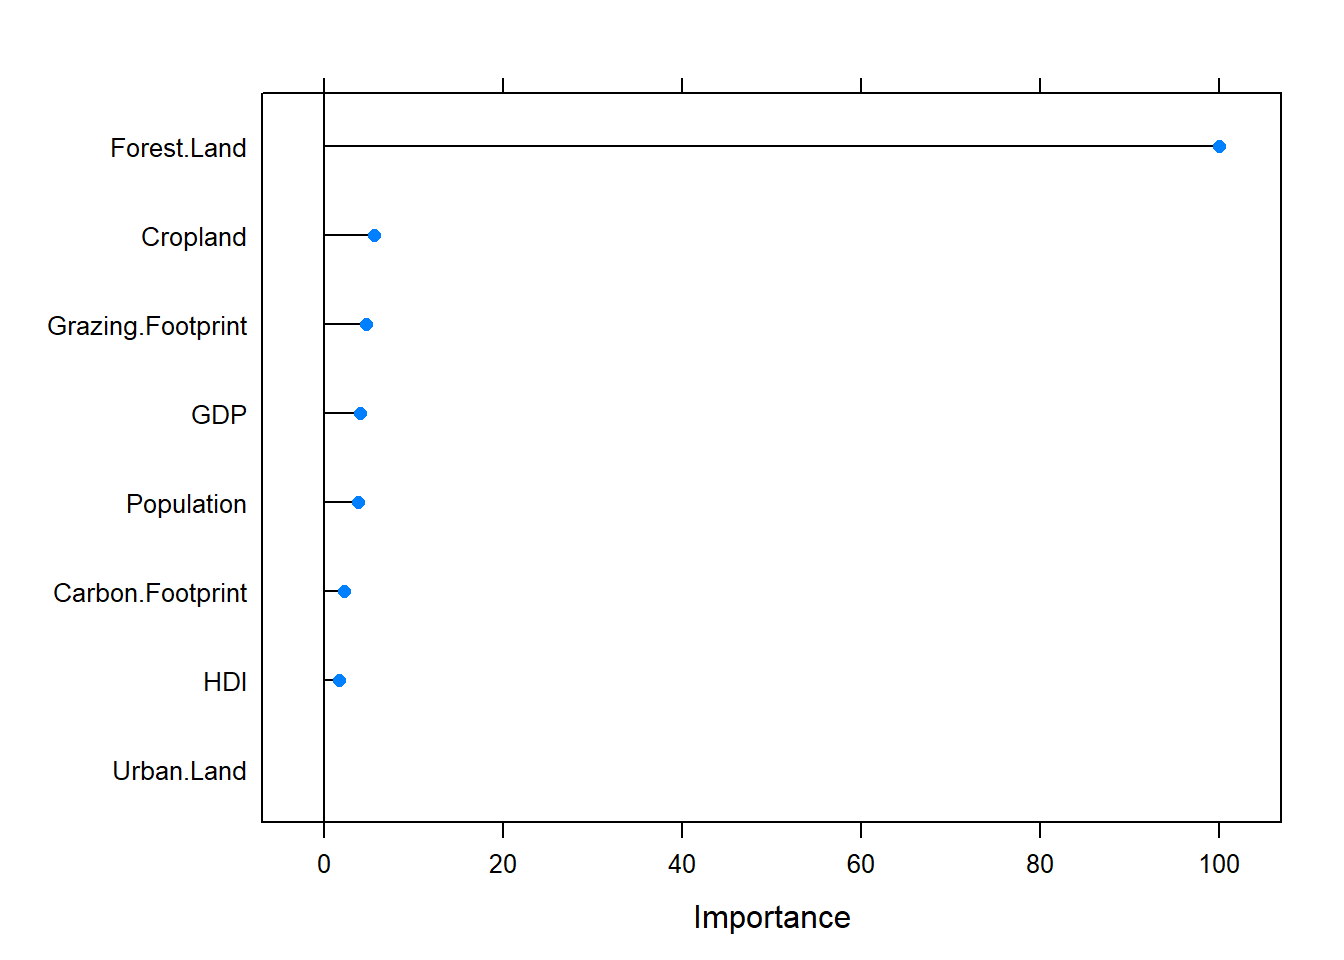 Forest.Land
Cropland
Grazing.Footprint
GDP
Population
Carbon.Footprint
HDI
Urban.Land
0 20 40 60 80 100
Importance